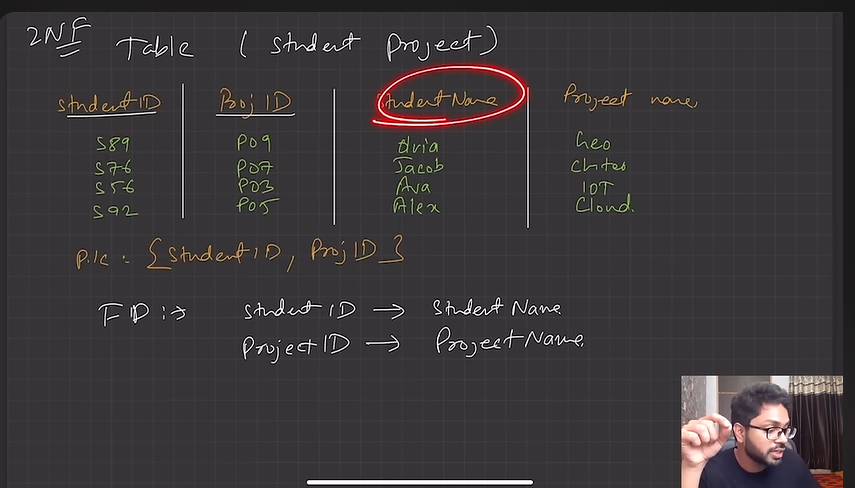 2NF Table (Student Project)
Student ID Proj ID Student Name Project name
S89 P09 Geo
S76 P07 Jacob
S56 P03 Ava IOT
S92 P05 Alex Cloud.
P.K : {Student ID, Proj ID}
FD :→ Student ID → Student Name
Project ID → Project Name